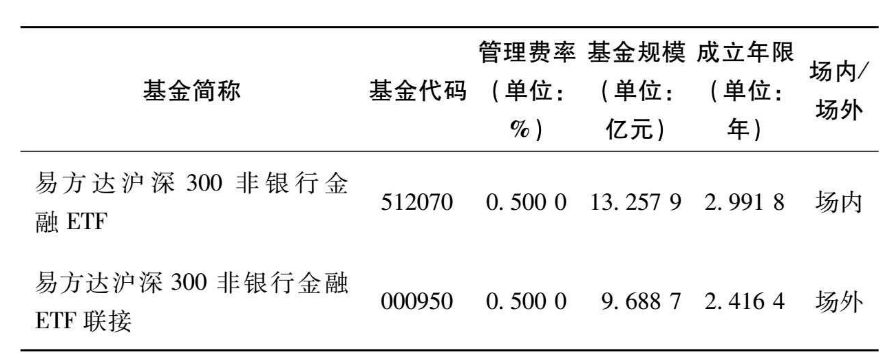 基金简称 基金代码 管理费率(单位:%) 基金规模(单位:亿元) 成立年限(单位:年) 场内/场外
易方达沪深 300 非银行金
融 ETF 512070 0.500 0 13.257 9 2.991 8 场内
易方达沪深 300 非银行金融
ETF 联接 000950 0.500 0 9.688 7 2.416 4 场外